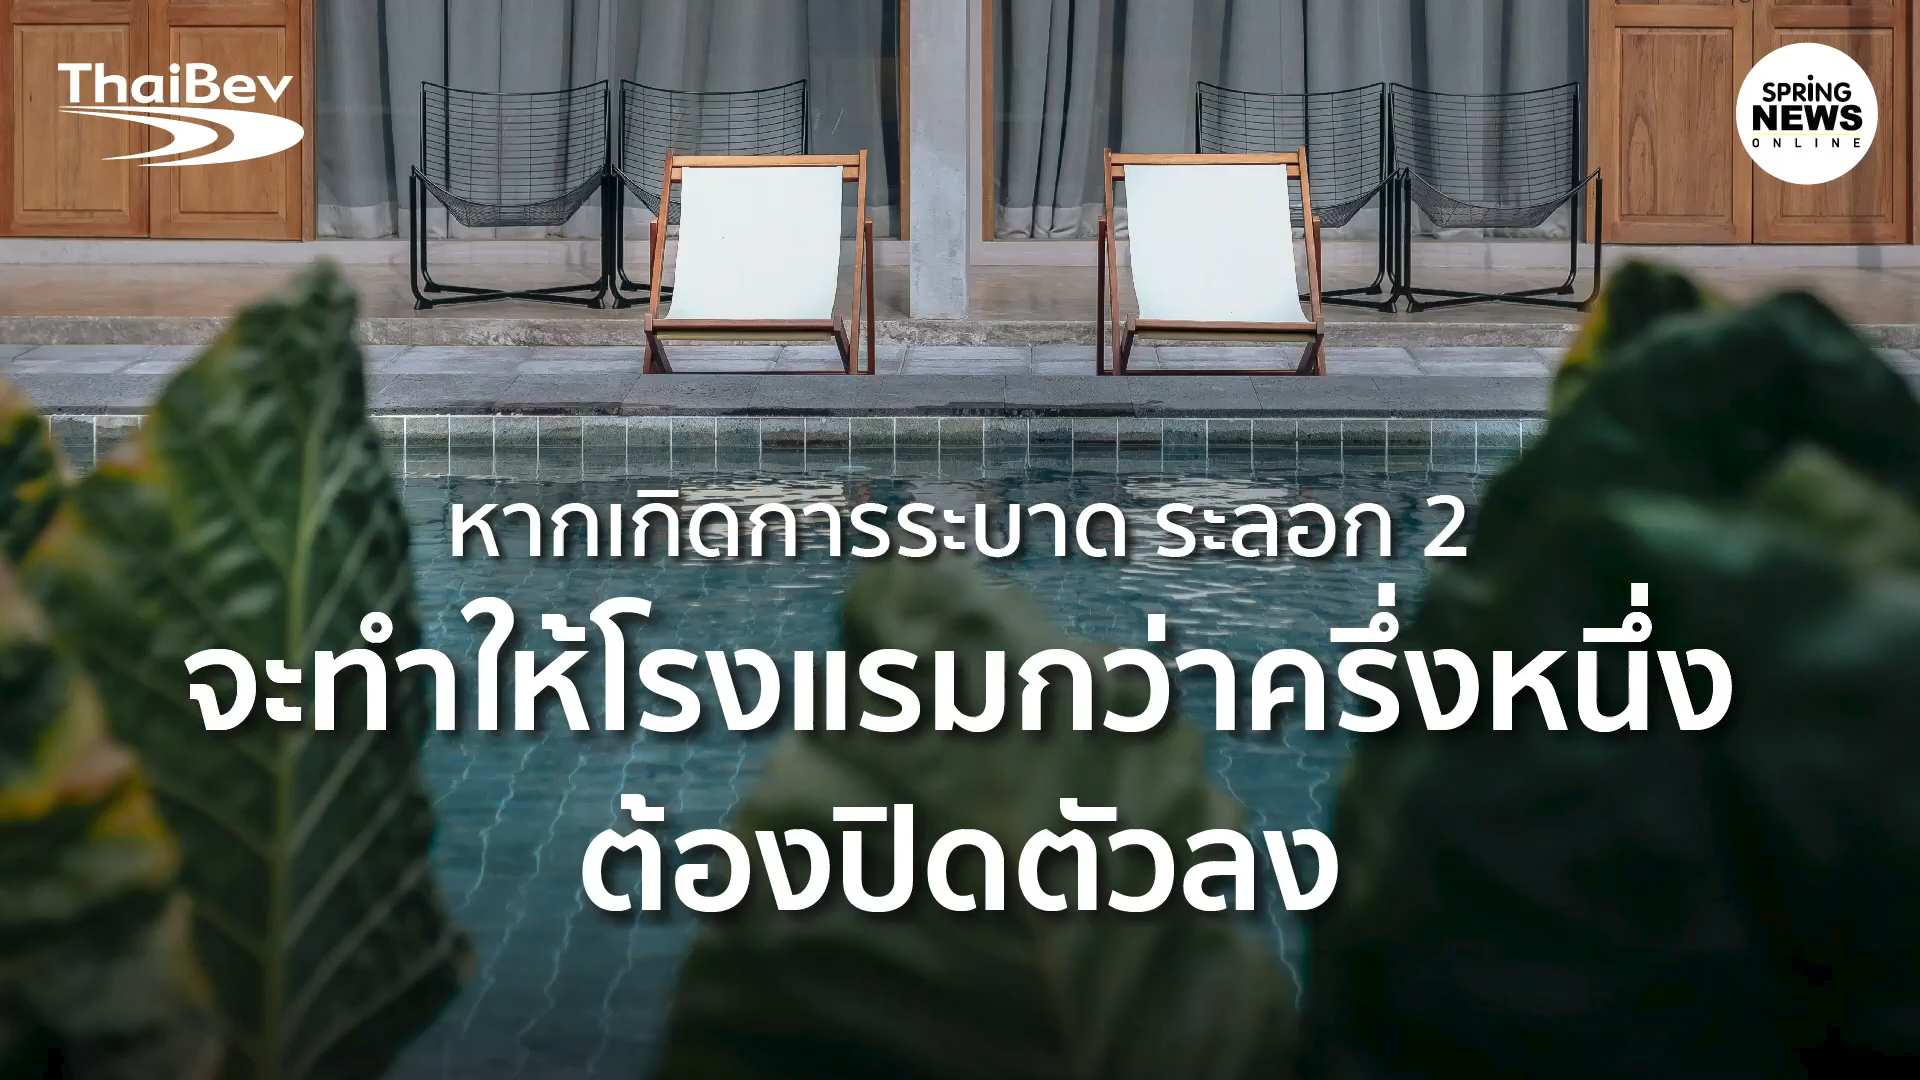 ThaiBev
SPRING
NEWS
ONLINE
หากเกิดการระบาด ระลอก 2
จะทำให้โรงแรมกว่าครึ่งหนึ่ง
ต้องปิดตัวลง